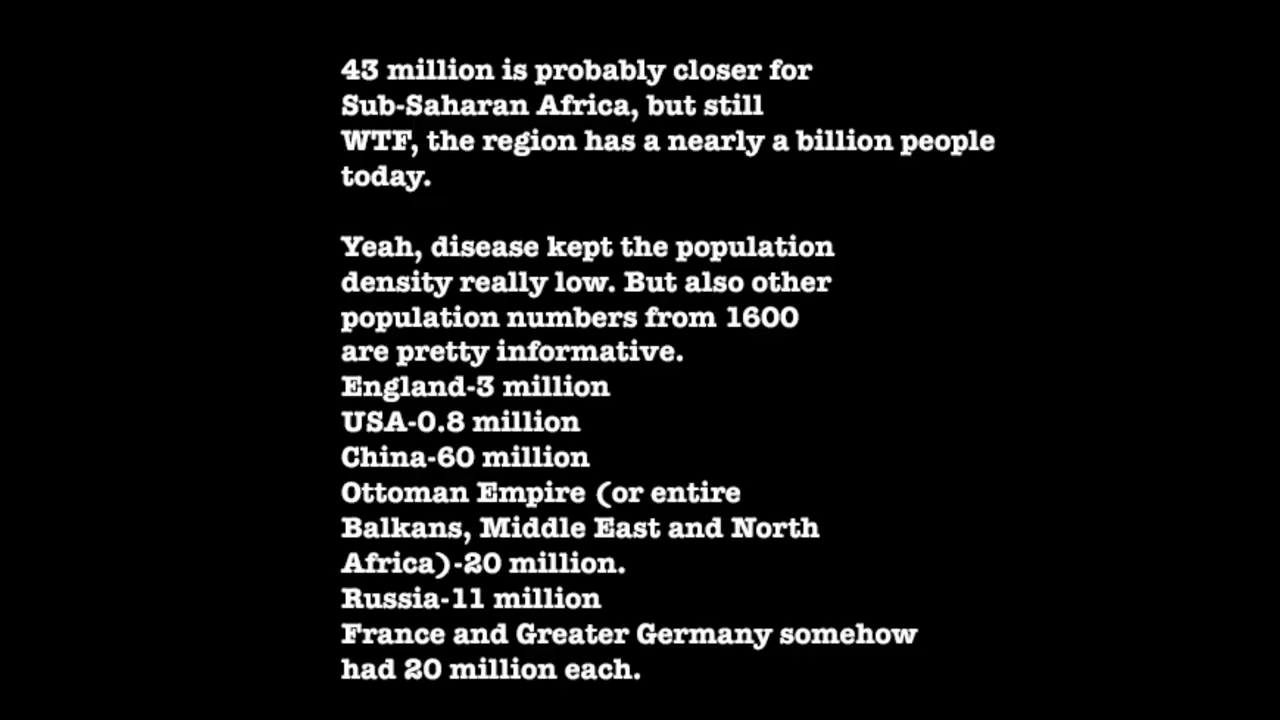 43 million is probably closer for
Sub-Saharan Africa, but still
WTF, the region has a nearly a billion people
today.
Yeah, disease kept the population
density really low. But also other
population numbers from 1600
are pretty informative.
England-3 million
USA-0.8 million
China-60 million
Ottoman Empire (or entire
Balkans, Middle East and North
Africa)-20 million.
Russia-11 million
France and Greater Germany somehow
had 20 million each.